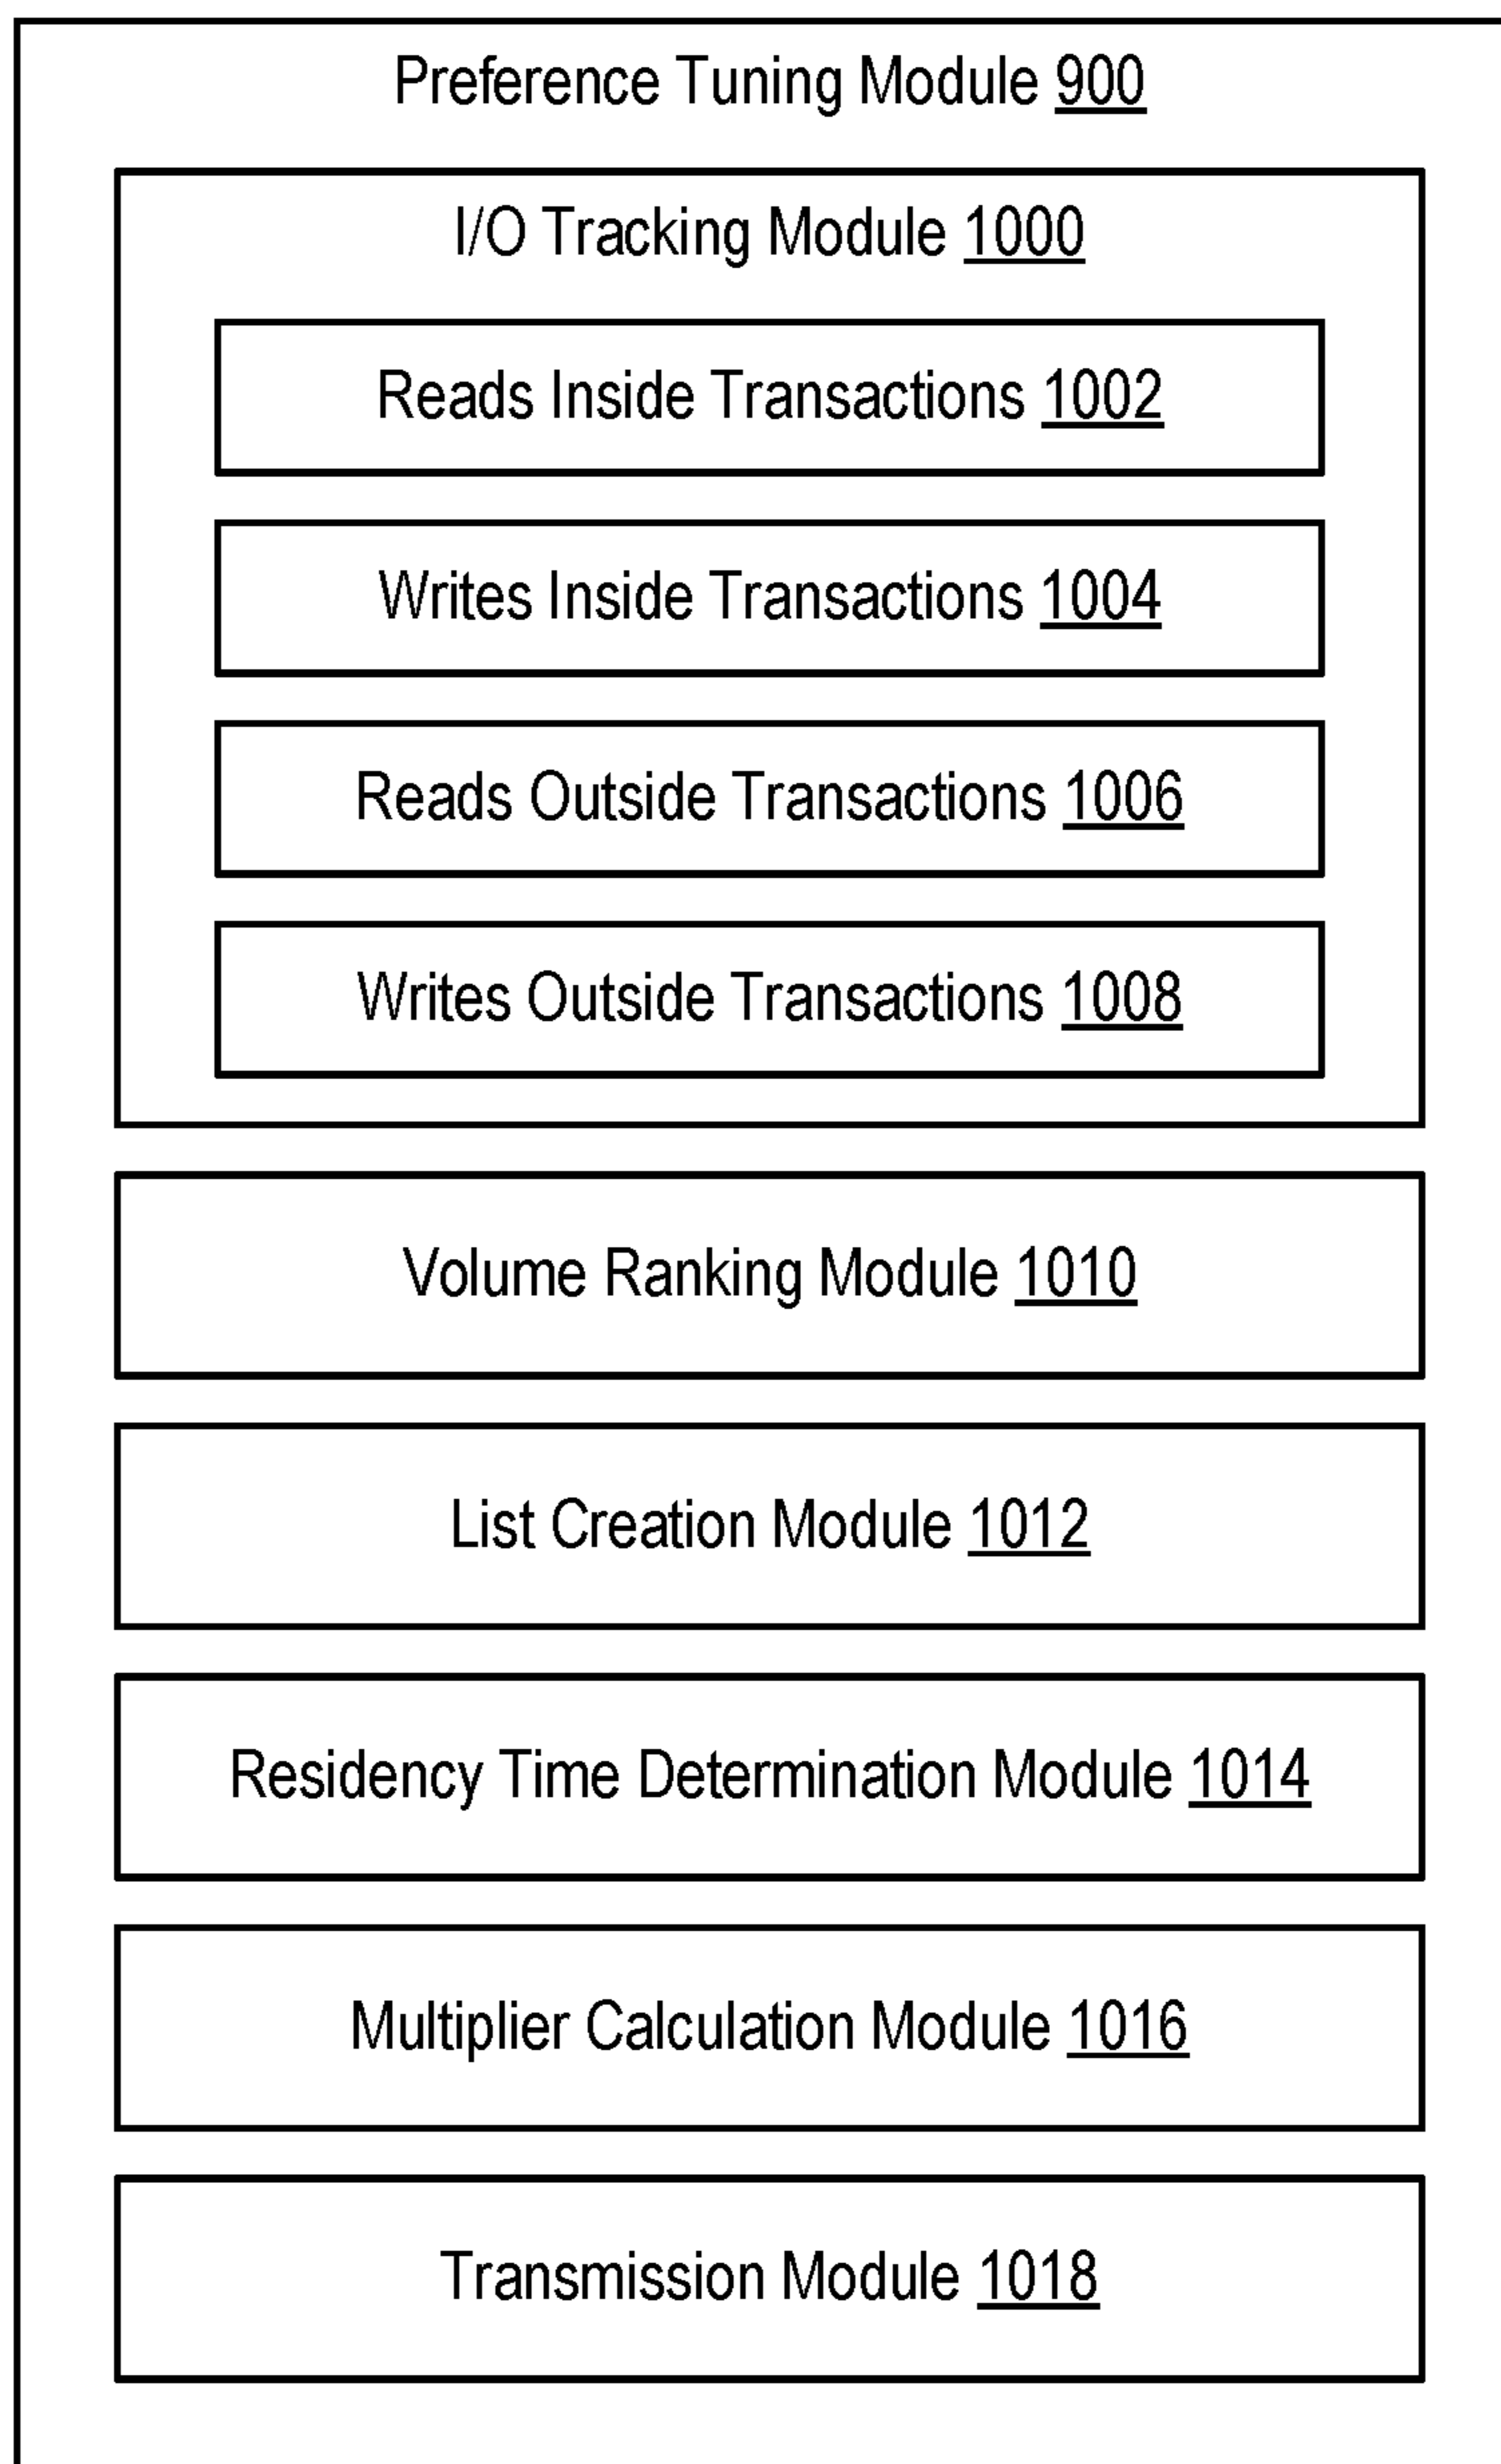 Preference Tuning Module 900
I/O Tracking Module 1000
Reads Inside Transactions 1002
Writes Inside Transactions 1004
Reads Outside Transactions 1006
Writes Outside Transactions 1008
Volume Ranking Module 1010
List Creation Module 1012
Residency Time Determination Module 1014
Multiplier Calculation Module 1016
Transmission Module 1018